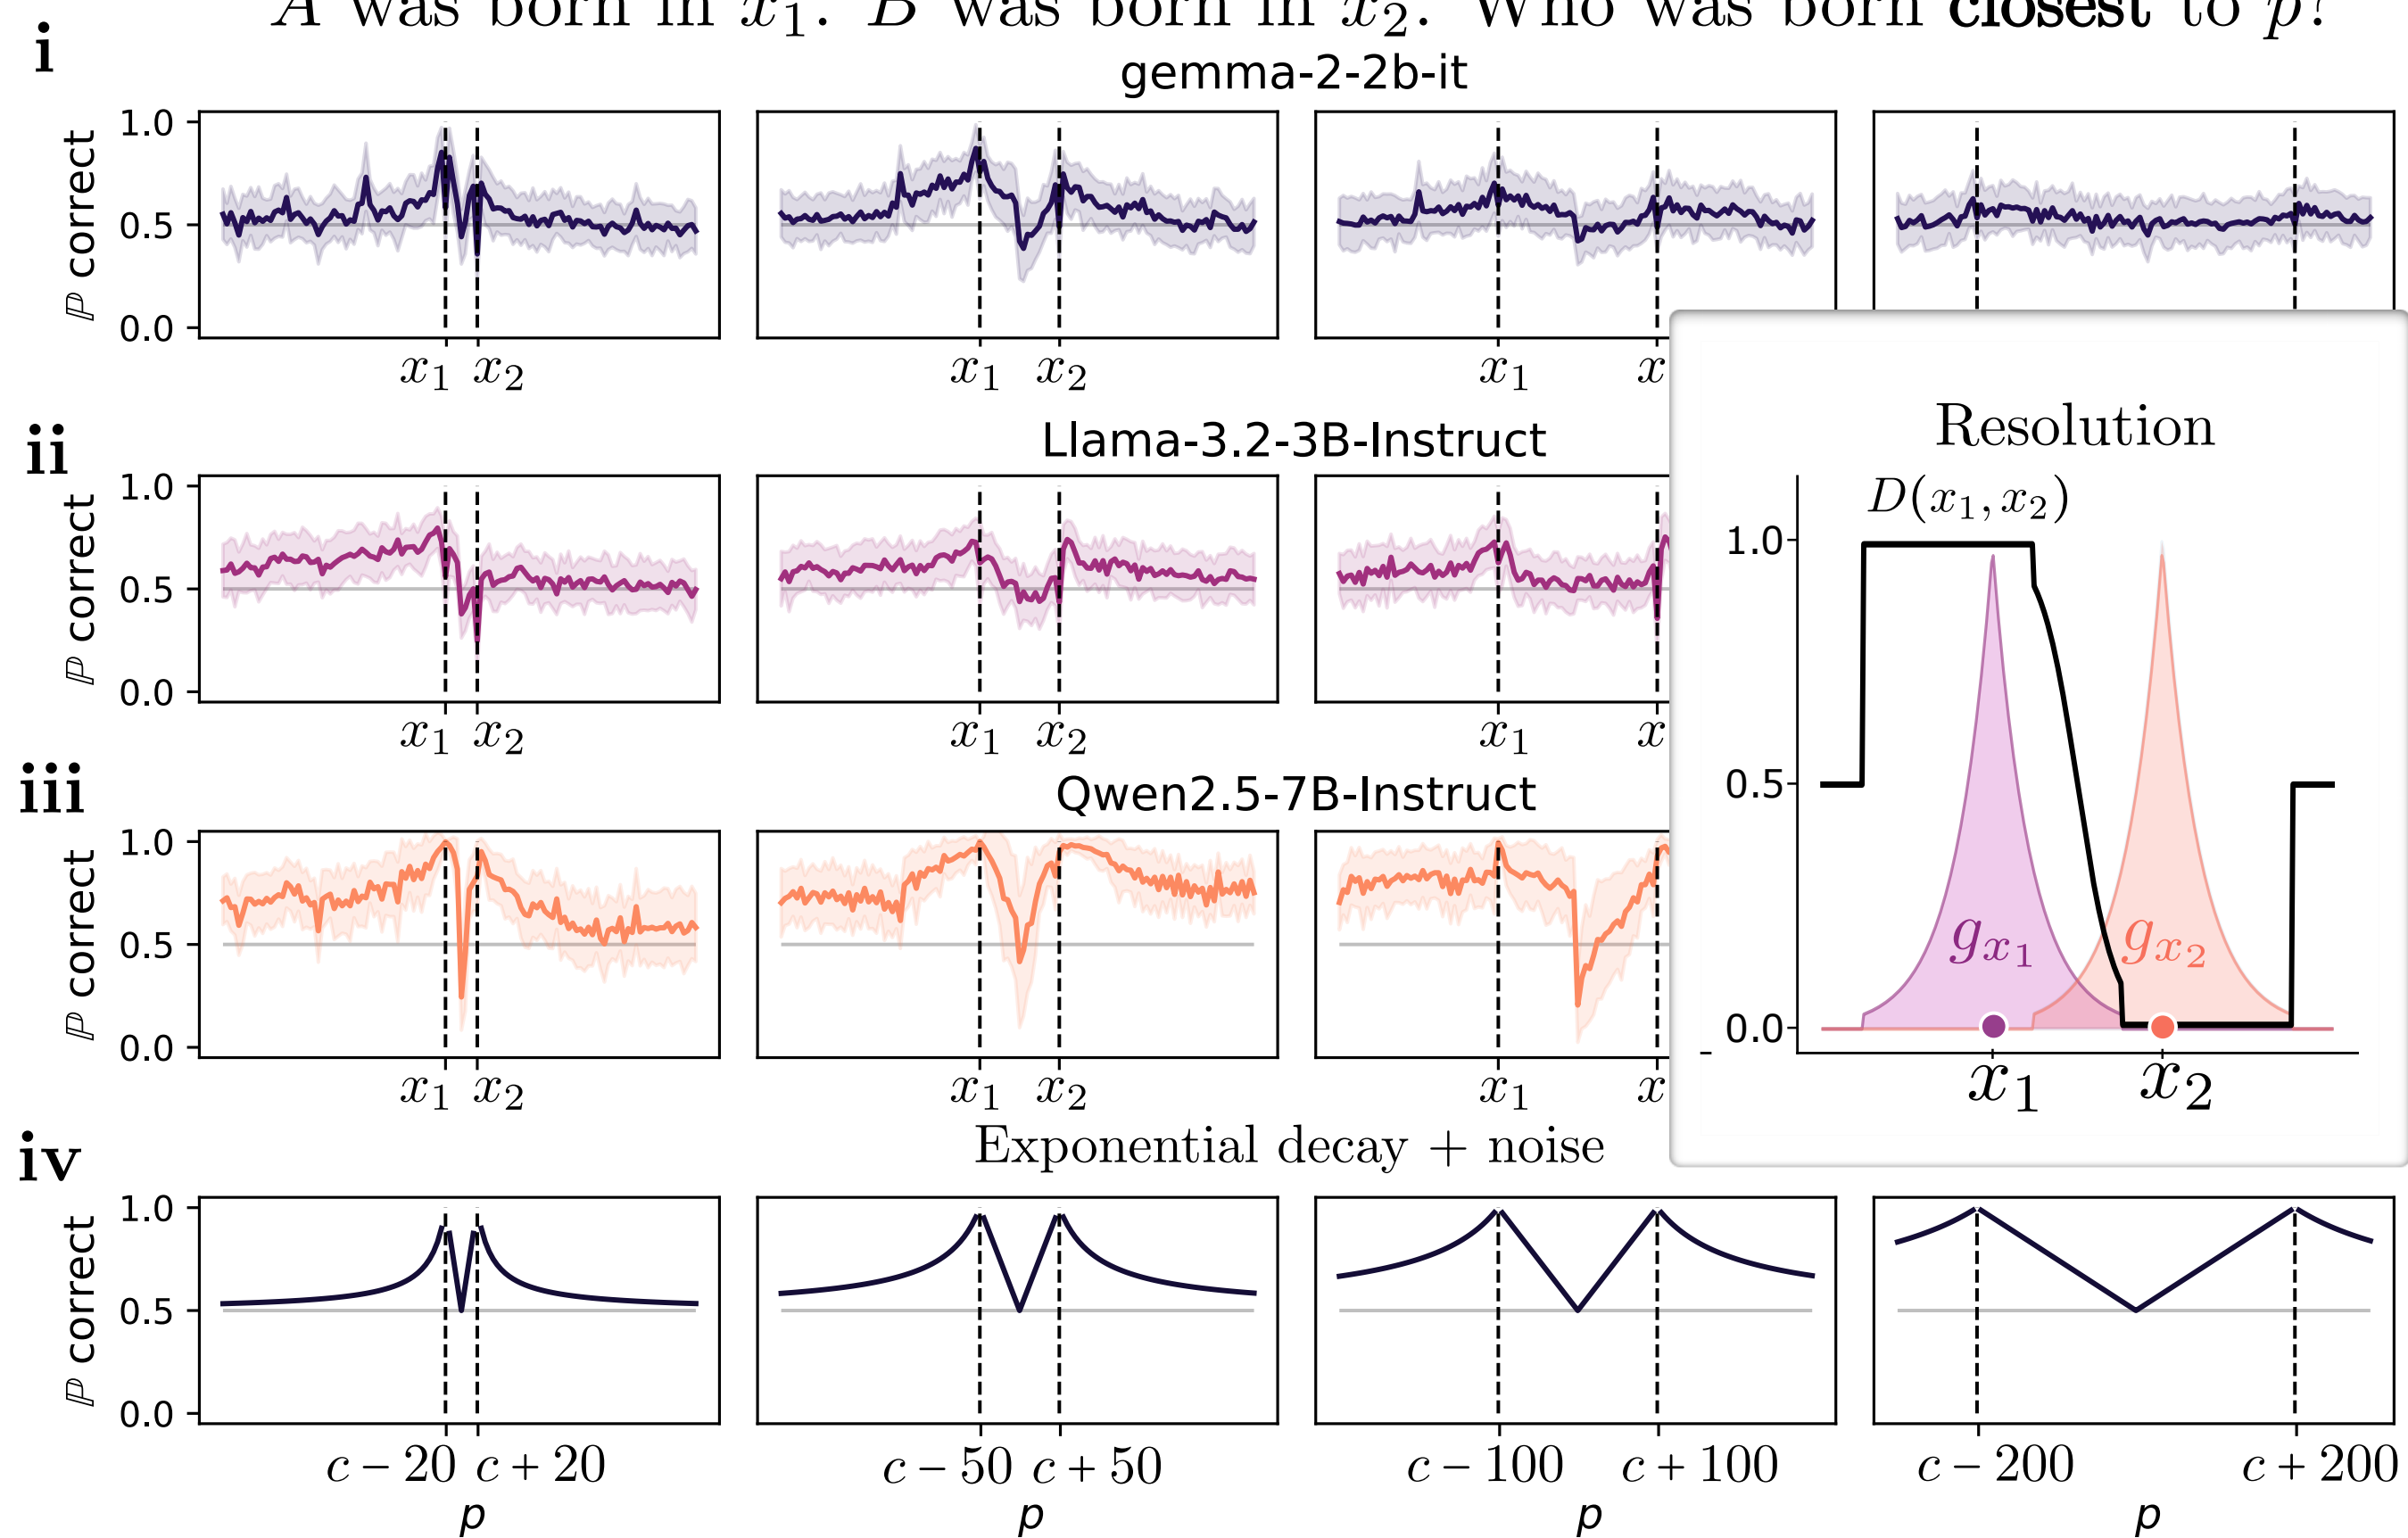 A was born in x₁. B was born in x₂. Who was born closest to p?
i
gemma-2-2b-it
ℙ correct
1.0
0.5
0.0
x₁ x₂
x₁ x₂
x₁ x
ii
Llama-3.2-3B-Instruct
ℙ correct
1.0
0.5
0.0
x₁ x₂
x₁ x₂
x₁ x
iii
Qwen2.5-7B-Instruct
ℙ correct
1.0
0.5
0.0
x₁ x₂
x₁ x₂
x₁ x
Resolution
D(x₁, x₂)
1.0
0.5
0.0
g_{x₁}
g_{x₂}
x₁ x₂
iv
Exponential decay + noise
ℙ correct
1.0
0.5
0.0
c − 20 c + 20
p
c − 50 c + 50
p
c − 100 c + 100
p
c − 200 c + 200
p